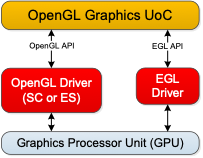 OpenGL Graphics UoC
OpenGL API
EGL API
OpenGL Driver
(SC or ES)
EGL
Driver
Graphics Processor Unit (GPU)